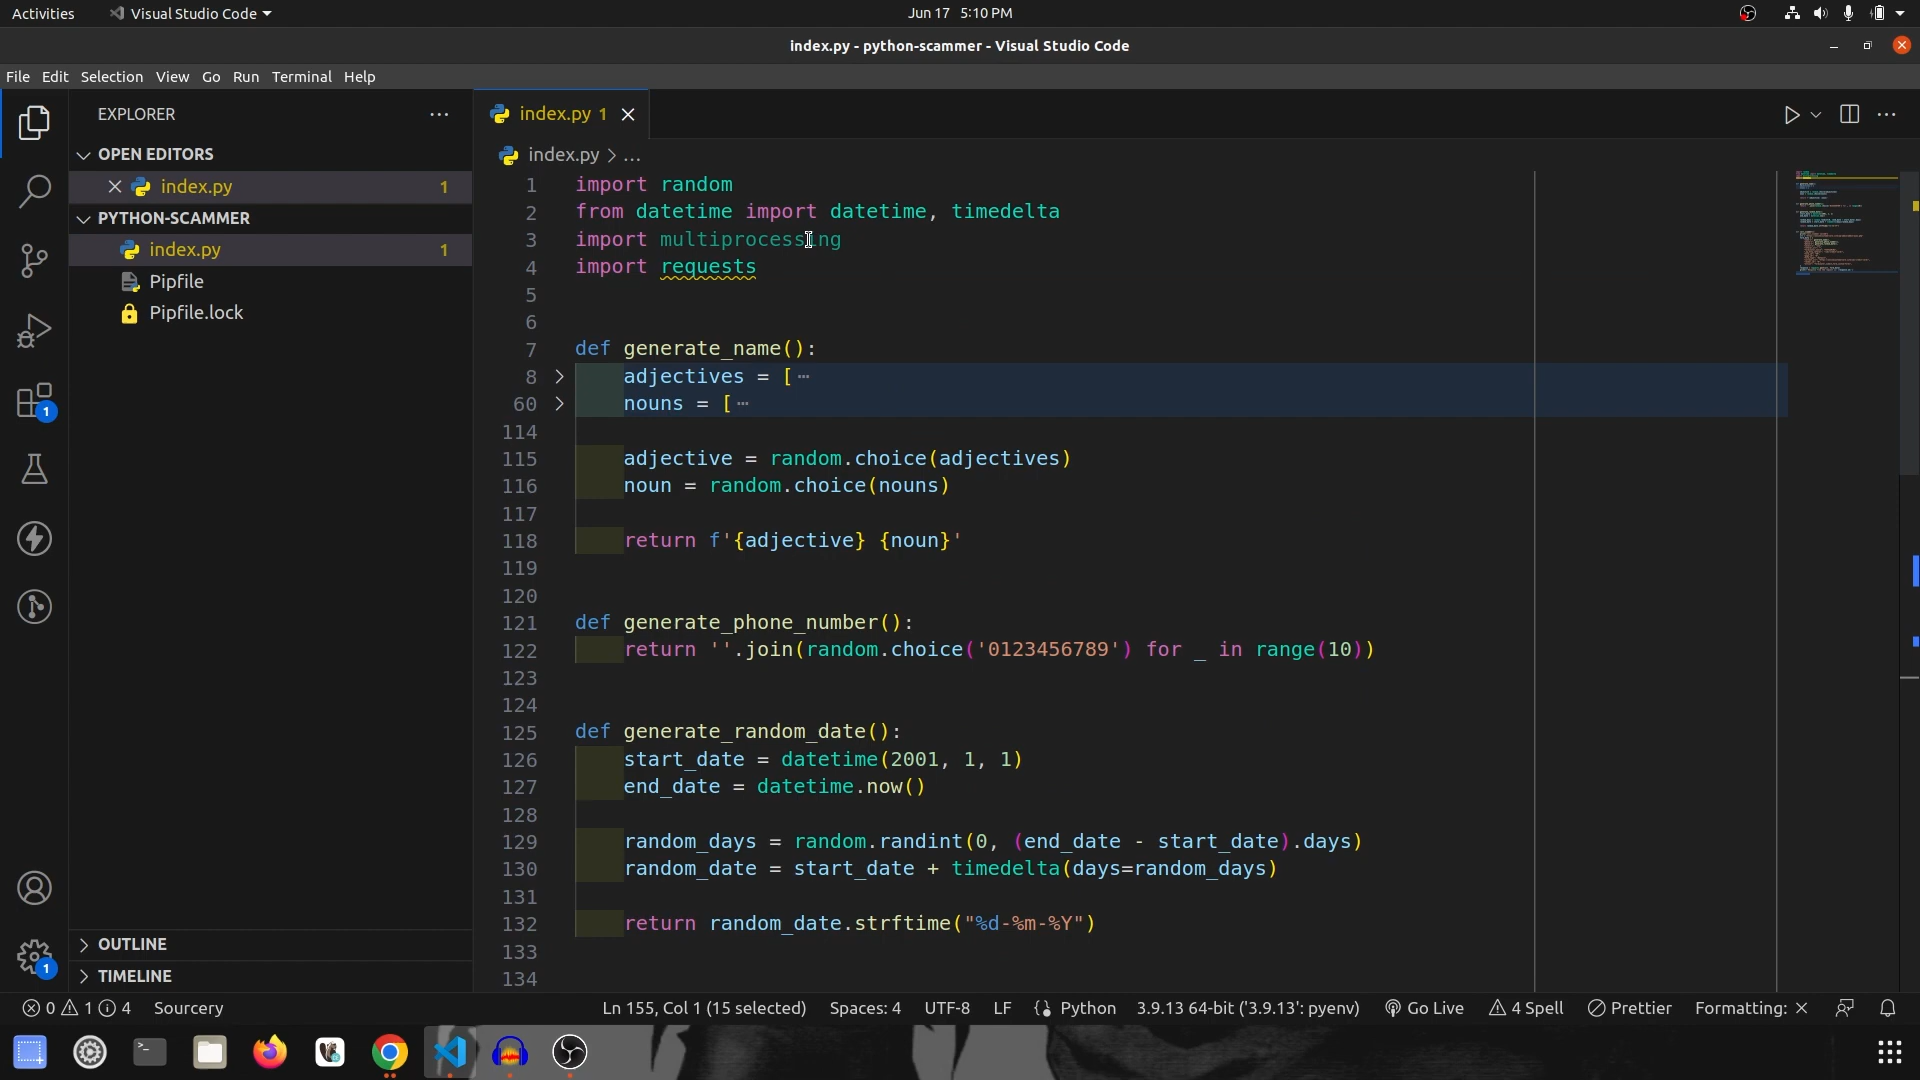 Activities
Visual Studio Code
Jun 17 5:10 PM
index.py - python-scammer - Visual Studio Code
File Edit Selection View Go Run Terminal Help
EXPLORER
OPEN EDITORS
index.py 1
PYTHON-SCAMMER
index.py 1
Pipfile
Pipfile.lock
OUTLINE
TIMELINE
1
1
index.py 1
index.py > ...
1 import random
2 from datetime import datetime, timedelta
3 import multiprocessing
4 import requests
5
6
7 def generate_name():
8 adjectives = [ ⋯
60 nouns = [ ⋯
114
115 adjective = random.choice(adjectives)
116 noun = random.choice(nouns)
117
118 return f'{adjective} {noun}'
119
120
121 def generate_phone_number():
122 return ''.join(random.choice('0123456789') for _ in range(10))
123
124
125 def generate_random_date():
126 start_date = datetime(2001, 1, 1)
127 end_date = datetime.now()
128
129 random_days = random.randint(0, (end_date - start_date).days)
130 random_date = start_date + timedelta(days=random_days)
131
132 return random_date.strftime("%d-%m-%Y")
133
134
0 1 4 Sourcery Ln 155, Col 1 (15 selected) Spaces: 4 UTF-8 LF Python 3.9.13 64-bit ('3.9.13': pyenv) Go Live 4 Spell Prettier Formatting: ×